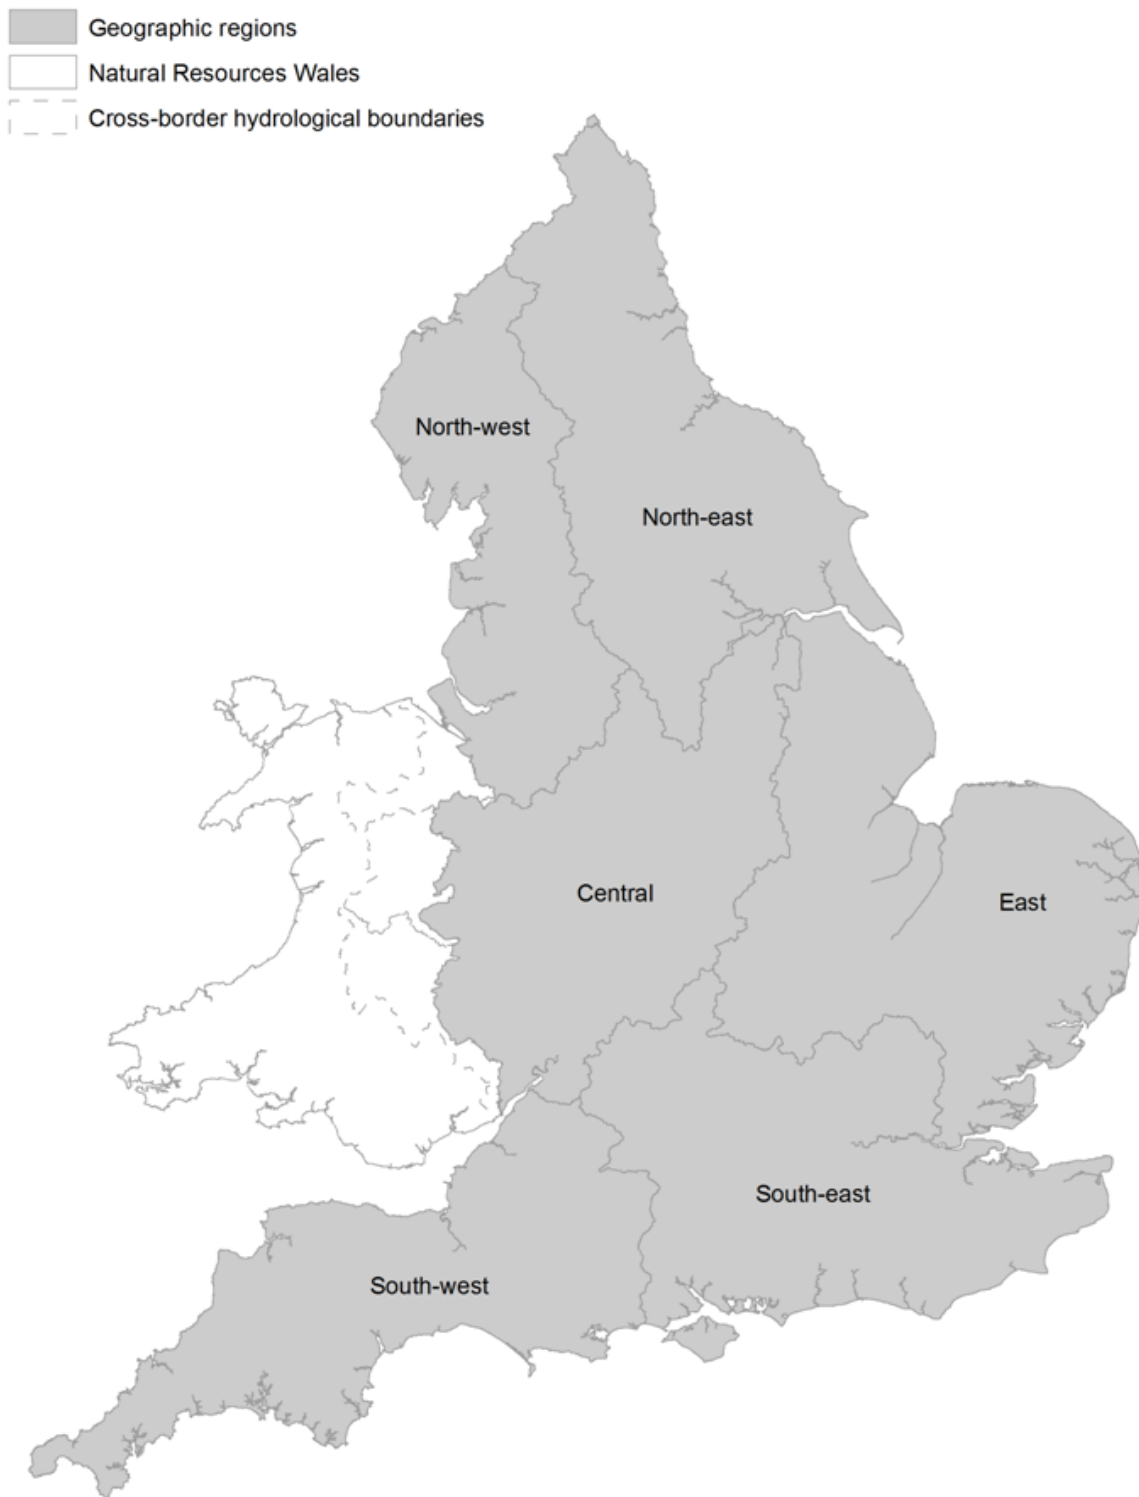 Geographic regions
Natural Resources Wales
Cross-border hydrological boundaries
North-west
North-east
Central
East
South-east
South-west